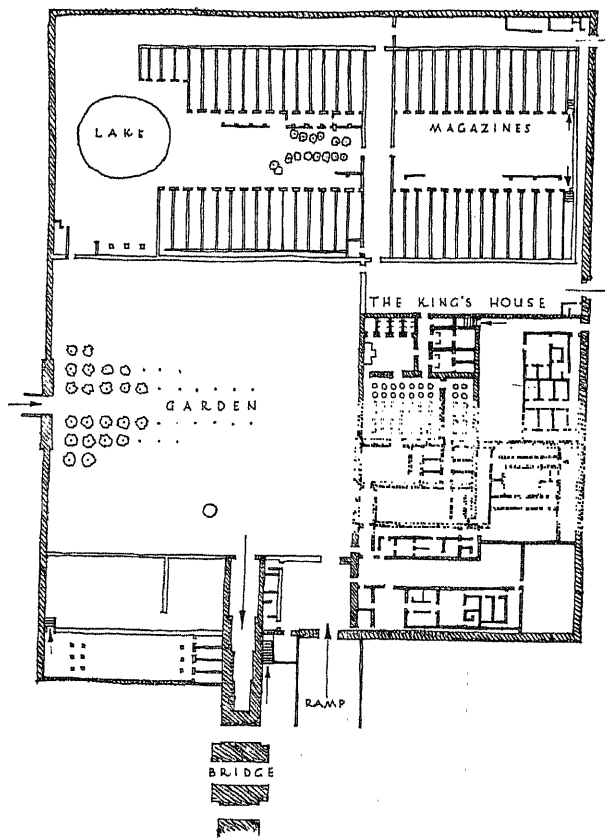 LAKE
MAGAZINES
THE KING'S HOUSE
GARDEN
RAMP
BRIDGE